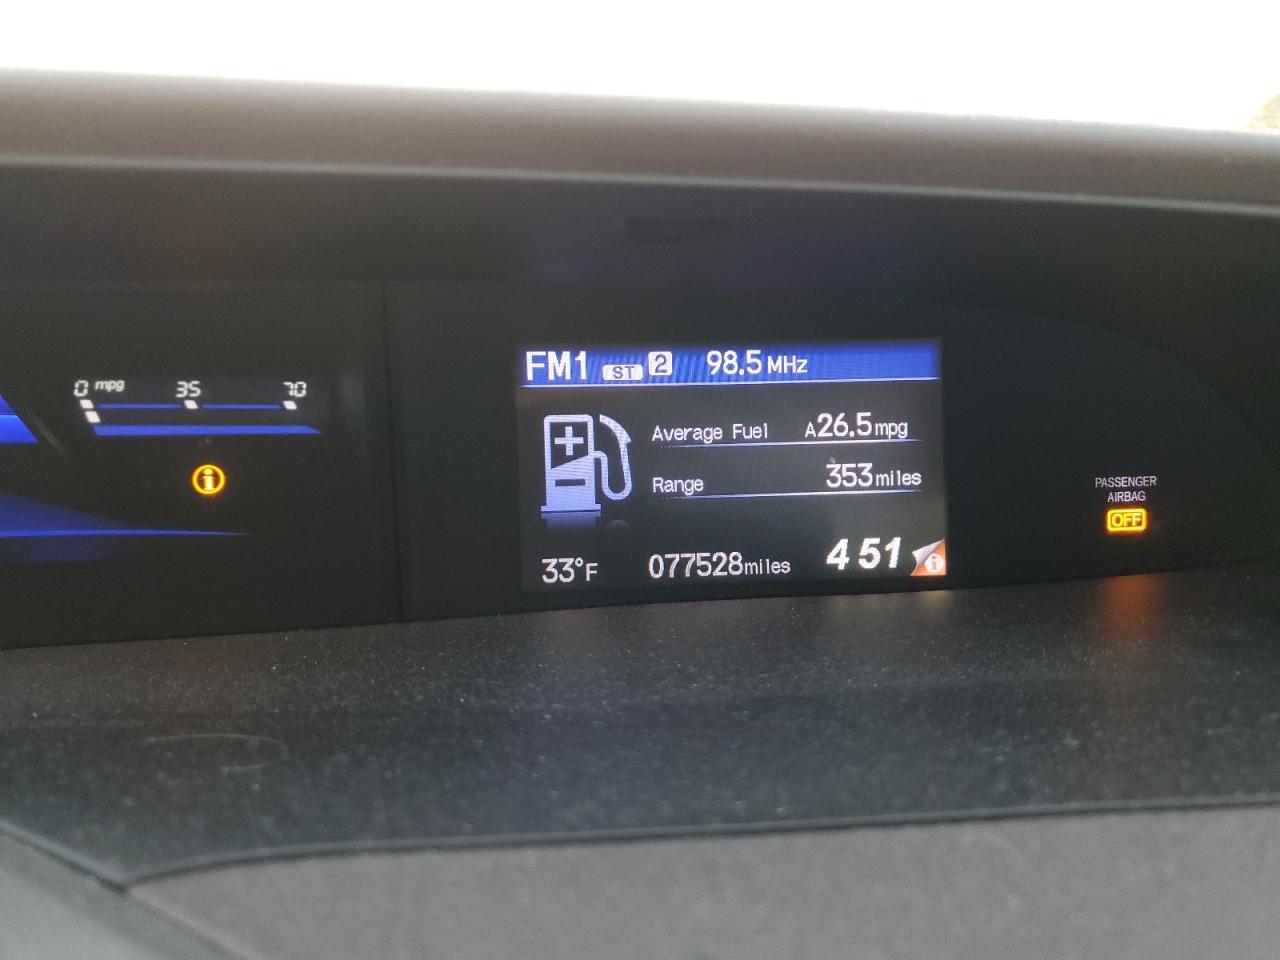 0 mpg 35 70
FM1 ST 2 98.5 MHz
Average Fuel A 26.5 mpg
Range 353 miles
33°F 077528 miles 4 51
PASSENGER
AIRBAG
OFF